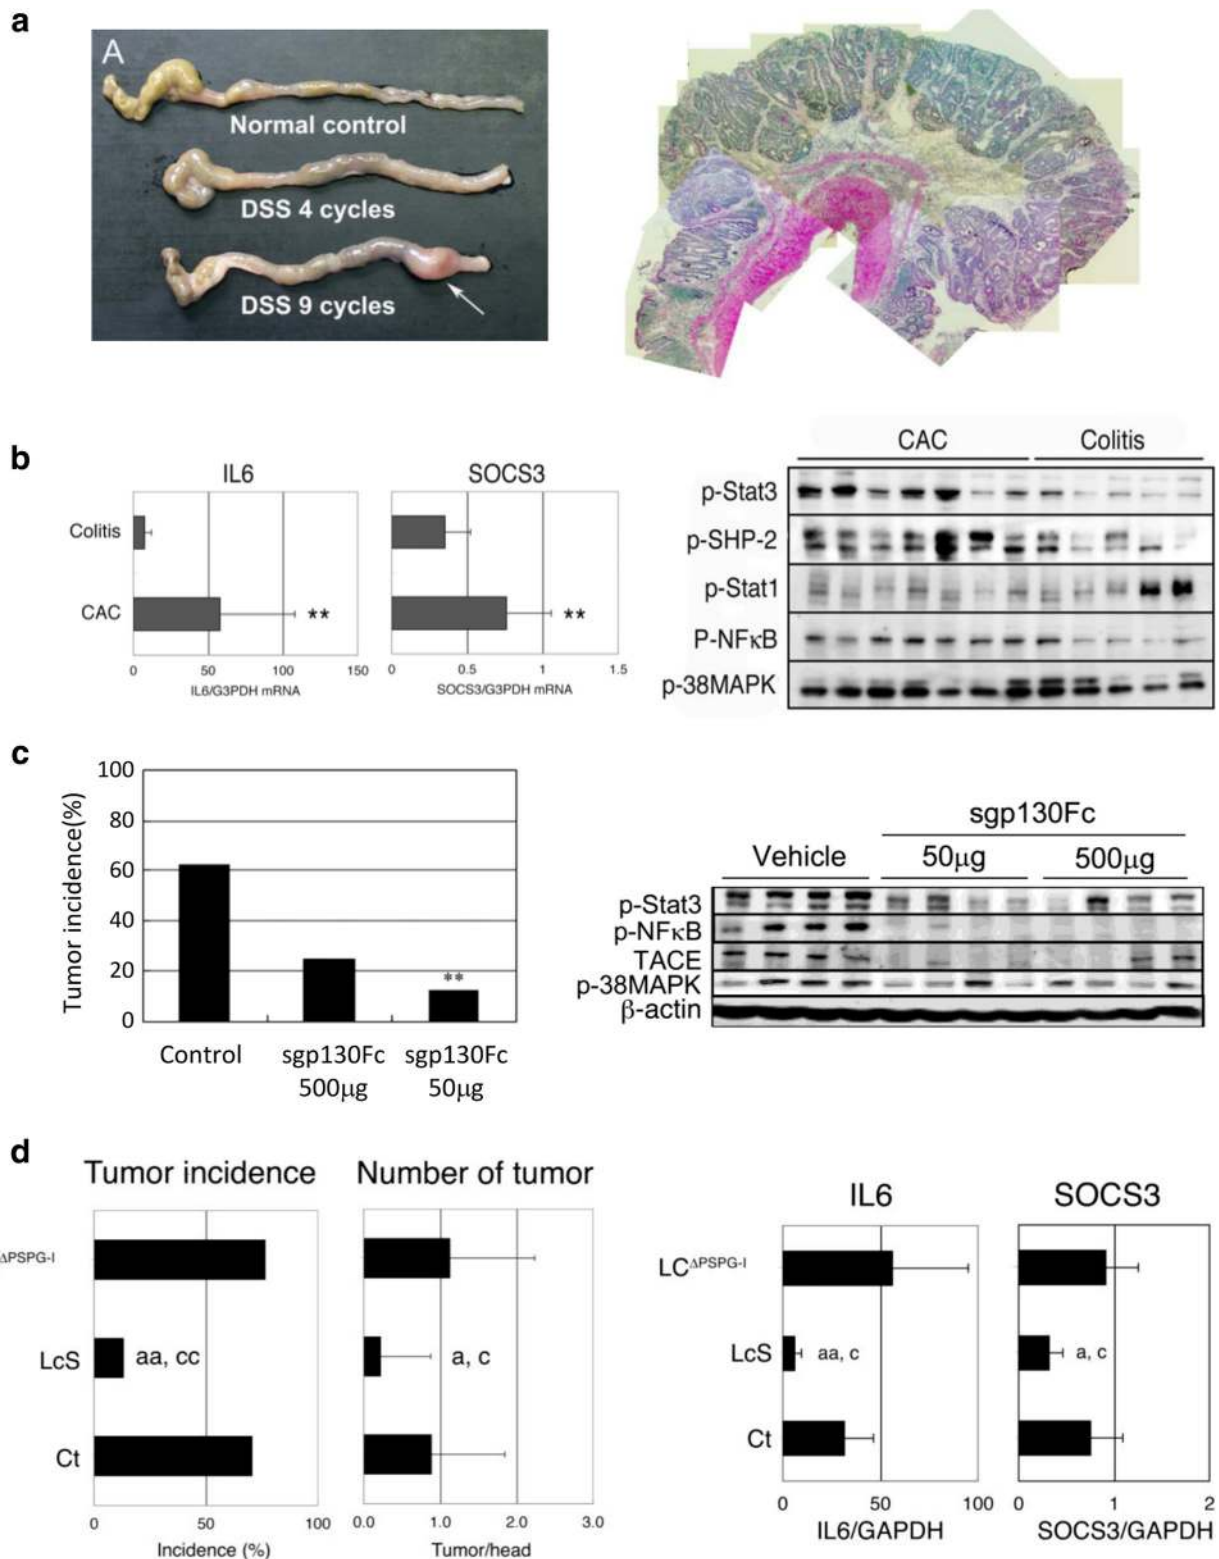 a
A
Normal control
DSS 4 cycles
DSS 9 cycles
b
IL6
SOCS3
Colitis
CAC
**
**
0 50 100 150
0 0.5 1 1.5
IL6/G3PDH mRNA
SOCS3/G3PDH mRNA
CAC Colitis
p-Stat3
p-SHP-2
p-Stat1
P-NFκB
p-38MAPK
c
Tumor incidence(%)
100
80
60
40
20
0
**
Control
sgp130Fc
500μg
sgp130Fc
50μg
sgp130Fc
Vehicle 50μg 500μg
p-Stat3
p-NFκB
TACE
p-38MAPK
β-actin
d
Tumor incidence
Number of tumor
ΔPSPG-I
LcS
Ct
aa, cc
a, c
0 50 100
0.0 1.0 2.0 3.0
Incidence (%)
Tumor/head
IL6
SOCS3
LCΔPSPG-I
LcS
Ct
aa, c
a, c
0 50 100
0 1 2
IL6/GAPDH
SOCS3/GAPDH